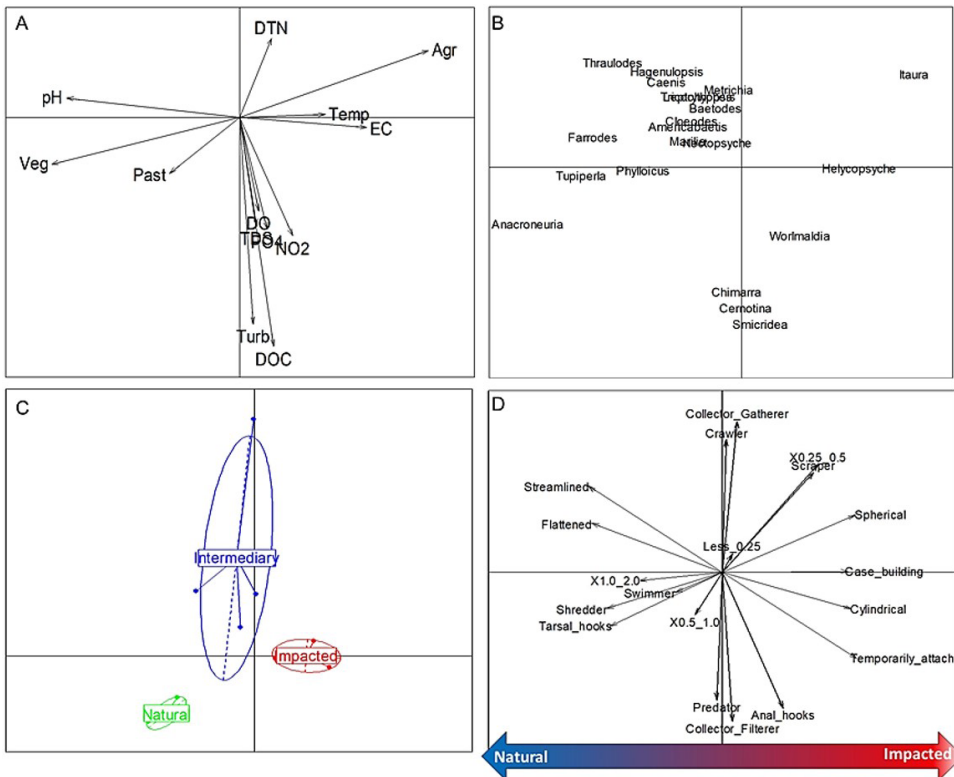 A
DTN
Agr
pH
Temp
EC
Veg
Past
DO
PO4
NO2
Turb
DOC
B
Thraulodes
Hagenulopsis
Itaura
Caenis
Metrichia
Baetodes
Cloeodes
Americabaetis
Farrodes
Marilia
Nectopsyche
Phylloicus
Helycopsyche
Tupiperla
Anacroneuria
Worlmaldia
Chimarra
Cernotina
Smicridea
C
Intermediary
Impacted
Natural
D
Collector_Gatherer
Crawler
X0.25_0.5
Scraper
Streamlined
Spherical
Flattened
Less_0.25
Case_building
X1.0_2.0
Swimmer
Shredder
Cylindrical
X0.5_1.0
Tarsal_hooks
Temporarily_attach
Predator
Anal_hooks
Collector_Filterer
Natural
Impacted